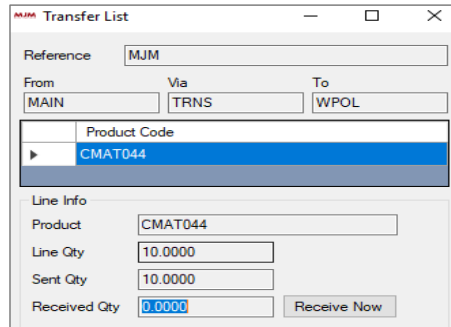 MJM Transfer List
Reference MJM
From Via To
MAIN TRNS WPOL
Product Code
CMAT044
Line Info
Product CMAT044
Line Qty 10.0000
Sent Qty 10.0000
Received Qty 0.0000 Receive Now